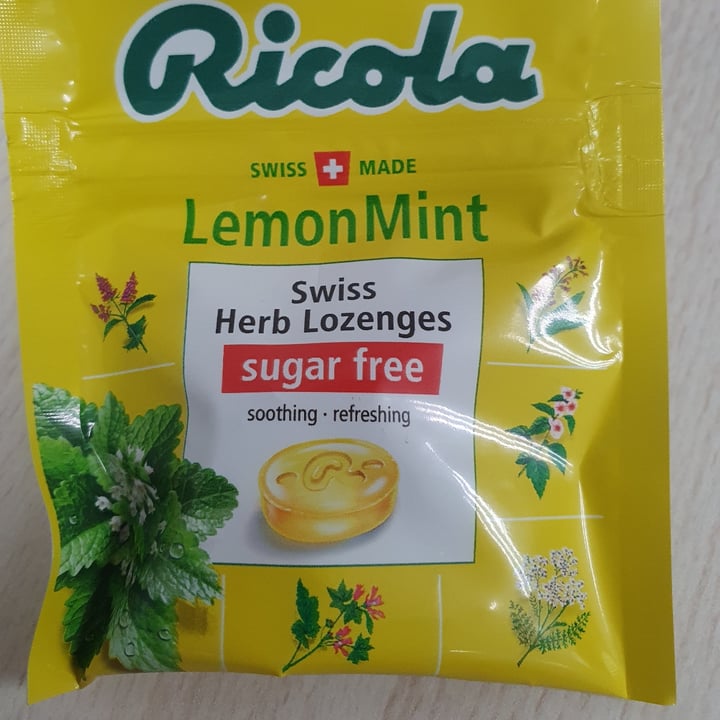 Ricola
SWISS MADE
LemonMint
Swiss
Herb Lozenges
sugar free
soothing · refreshing